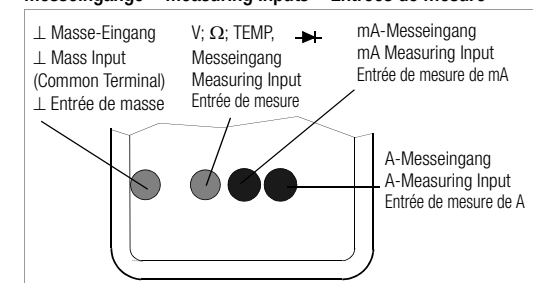 Messeingänge – Measuring Inputs – Entrées de mesure
⊥ Masse-Eingang
⊥ Mass Input
(Common Terminal)
⊥ Entrée de masse
V; Ω; TEMP,
Messeingang
Measuring Input
Entrée de mesure
mA-Messeingang
mA Measuring Input
Entrée de mesure de mA
A-Messeingang
A-Measuring Input
Entrée de mesure de A